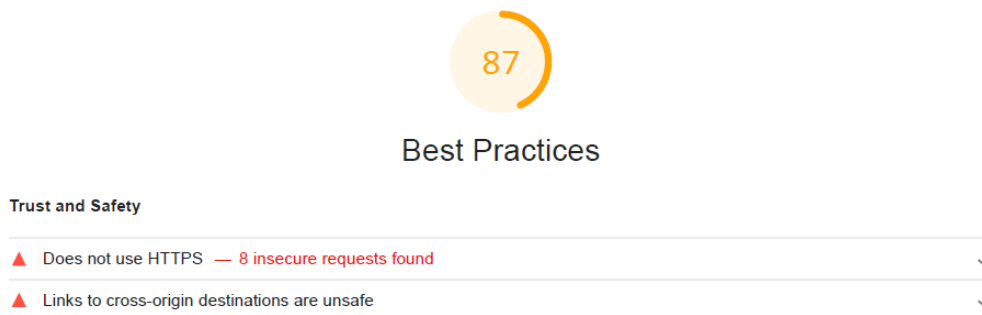 87
Best Practices
Trust and Safety
Does not use HTTPS — 8 insecure requests found
Links to cross-origin destinations are unsafe